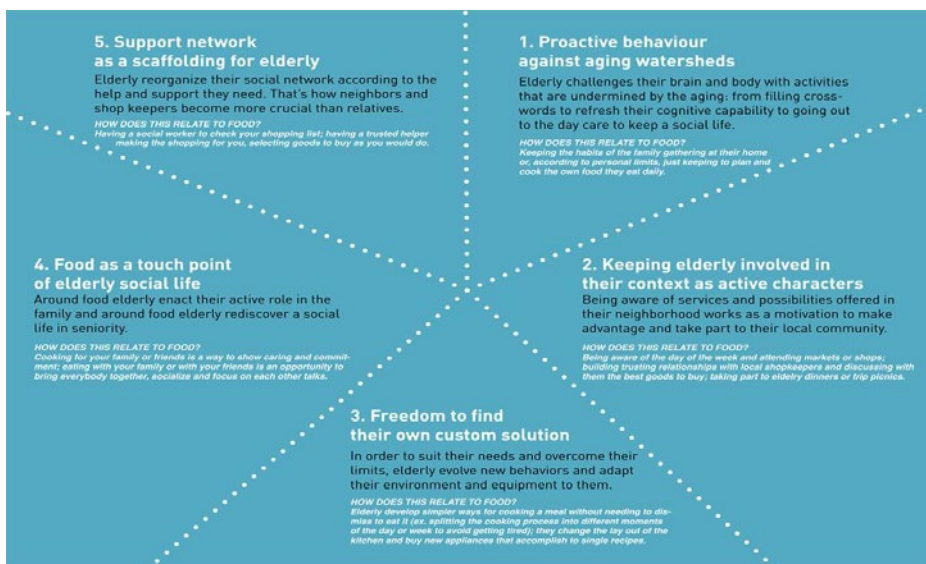 5. Support network
as a scaffolding for elderly
Elderly reorganize their social network according to the
help and support they need. That's how neighbors and
shop keepers become more crucial than relatives.
HOW DOES THIS RELATE TO FOOD?
Having a social worker to check your shopping list; having a trusted helper
making the shopping for you, selecting goods to buy as you would do.
1. Proactive behaviour
against aging watersheds
Elderly challenges their brain and body with activities
that are undermined by the aging: from filling cross-
words to refresh their cognitive capability to going out
to the day care to keep a social life.
HOW DOES THIS RELATE TO FOOD?
Keeping the habits of the family gathering at their home
or, according to personal limits, just keeping to plan and
cook the own food they eat daily.
4. Food as a touch point
of elderly social life
Around food elderly enact their active role in the
family and around food elderly rediscover a social
life in seniority.
HOW DOES THIS RELATE TO FOOD?
Cooking for your family or friends is a way to show caring and commit-
ment; eating with your family or with your friends is an opportunity to
bring everybody together, socialize and focus on each other talks.
2. Keeping elderly involved in
their context as active characters
Being aware of services and possibilities offered in
their neighborhood works as a motivation to make
advantage and take part to their local community.
HOW DOES THIS RELATE TO FOOD?
Being aware of the day of the week and attending markets or shops;
building trusting relationships with local shopkeepers and discussing with
them the best goods to buy; taking part to eldelry dinners or trip picnics.
3. Freedom to find
their own custom solution
In order to suit their needs and overcome their
limits, elderly evolve new behaviors and adapt
their environment and equipment to them.
HOW DOES THIS RELATE TO FOOD?
Elderly develop simpler ways for cooking a meal without needing to dis-
miss to eat it (ex. splitting the cooking process into different moments
of the day or week to avoid getting tired); they change the lay out of the
kitchen and buy new appliances that accomplish to single recipes.